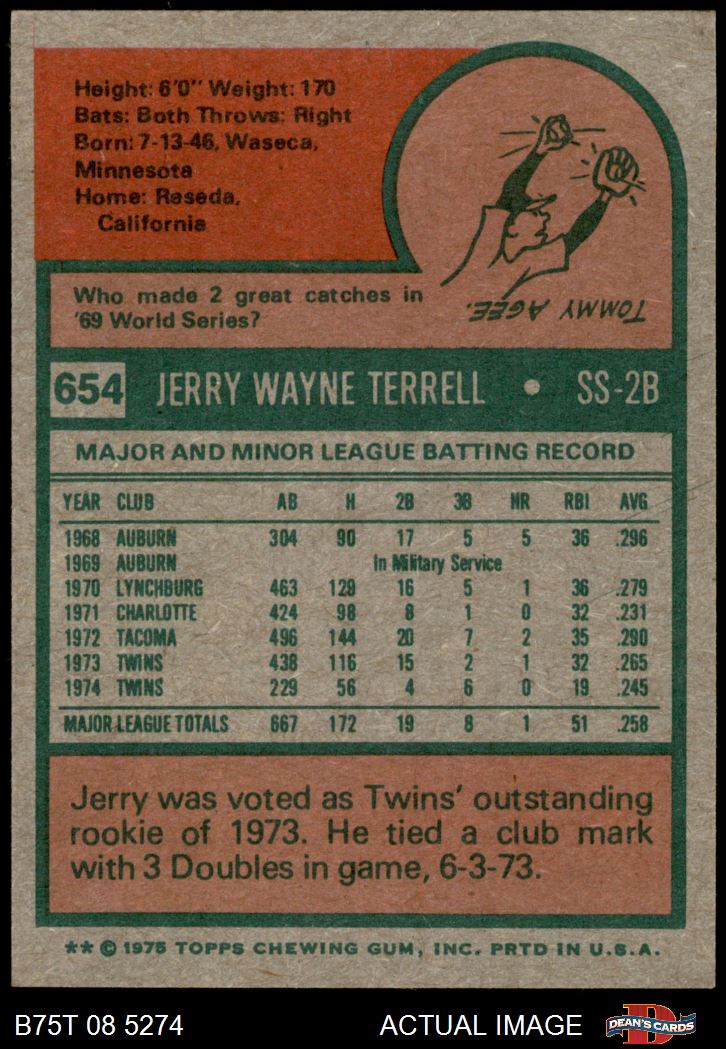 Height: 6'0" Weight: 170
Bats: Both Throws: Right
Born: 7-13-46, Waseca,
Minnesota
Home: Reseda,
California
Who made 2 great catches in
'69 World Series?
TOMMY AGEE.
654 JERRY WAYNE TERRELL • SS-2B
MAJOR AND MINOR LEAGUE BATTING RECORD
YEAR CLUB AB H 2B 3B HR RBI AVG
1968 AUBURN 304 90 17 5 5 36 .296
1969 AUBURN In Military Service
1970 LYNCHBURG 463 129 16 5 1 36 .279
1971 CHARLOTTE 424 98 8 1 0 32 .231
1972 TACOMA 496 144 20 7 2 35 .290
1973 TWINS 438 116 15 2 1 32 .265
1974 TWINS 229 56 4 6 0 19 .245
MAJOR LEAGUE TOTALS 667 172 19 8 1 51 .258
Jerry was voted as Twins' outstanding
rookie of 1973. He tied a club mark
with 3 Doubles in game, 6-3-73.
** © 1975 TOPPS CHEWING GUM, INC. PRTD IN U.S.A.
B75T 08 5274 ACTUAL IMAGE DEAN'S CARDS